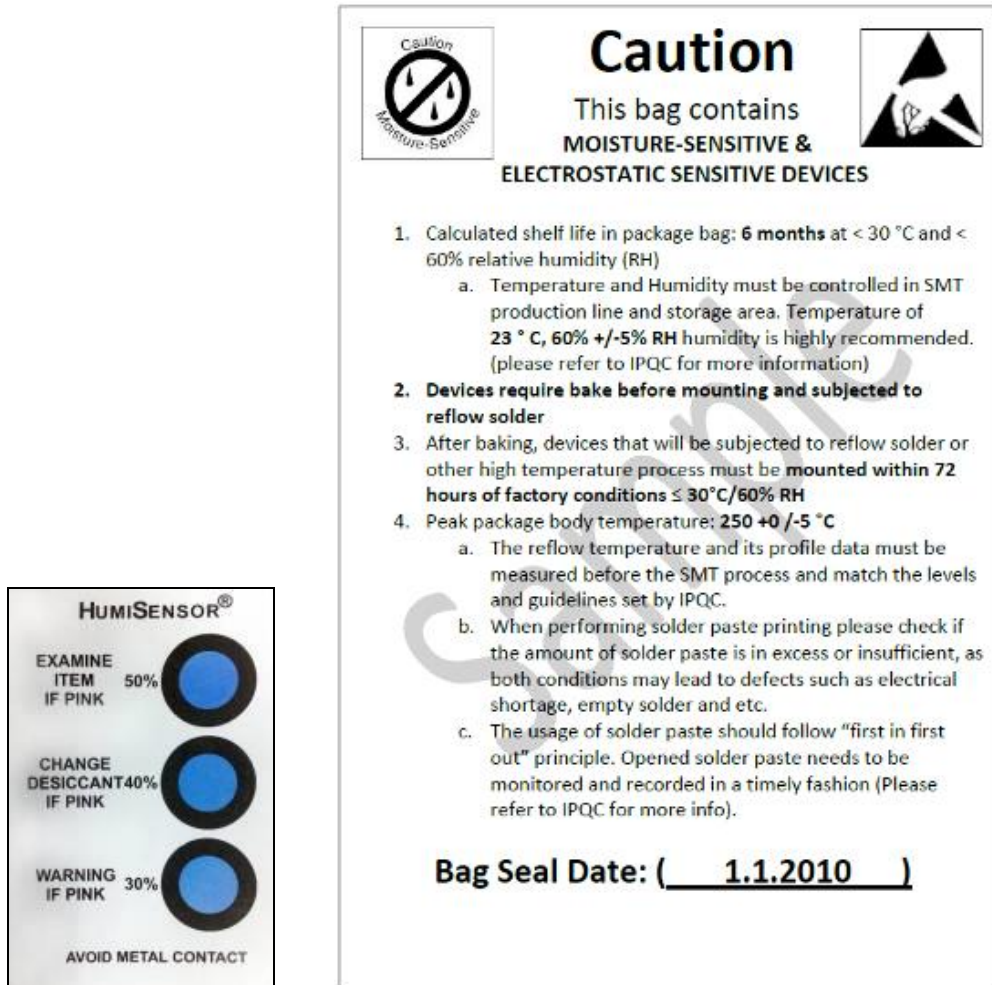 HUMISENSOR®
EXAMINE
ITEM 50%
IF PINK
CHANGE
DESICCANT40%
IF PINK
WARNING 30%
IF PINK
AVOID METAL CONTACT
Caution
Moisture-Sensitive
Caution
This bag contains
MOISTURE-SENSITIVE &
ELECTROSTATIC SENSITIVE DEVICES
1. Calculated shelf life in package bag: 6 months at < 30 °C and <
60% relative humidity (RH)
a. Temperature and Humidity must be controlled in SMT
production line and storage area. Temperature of
23 ° C, 60% +/-5% RH humidity is highly recommended.
(please refer to IPQC for more information)
2. Devices require bake before mounting and subjected to
reflow solder
3. After baking, devices that will be subjected to reflow solder or
other high temperature process must be mounted within 72
hours of factory conditions ≤ 30°C/60% RH
4. Peak package body temperature: 250 +0 /-5 °C
a. The reflow temperature and its profile data must be
measured before the SMT process and match the levels
and guidelines set by IPQC.
b. When performing solder paste printing please check if
the amount of solder paste is in excess or insufficient, as
both conditions may lead to defects such as electrical
shortage, empty solder and etc.
c. The usage of solder paste should follow “first in first
out” principle. Opened solder paste needs to be
monitored and recorded in a timely fashion (Please
refer to IPQC for more info).
Bag Seal Date: ( 1.1.2010 )
Sample